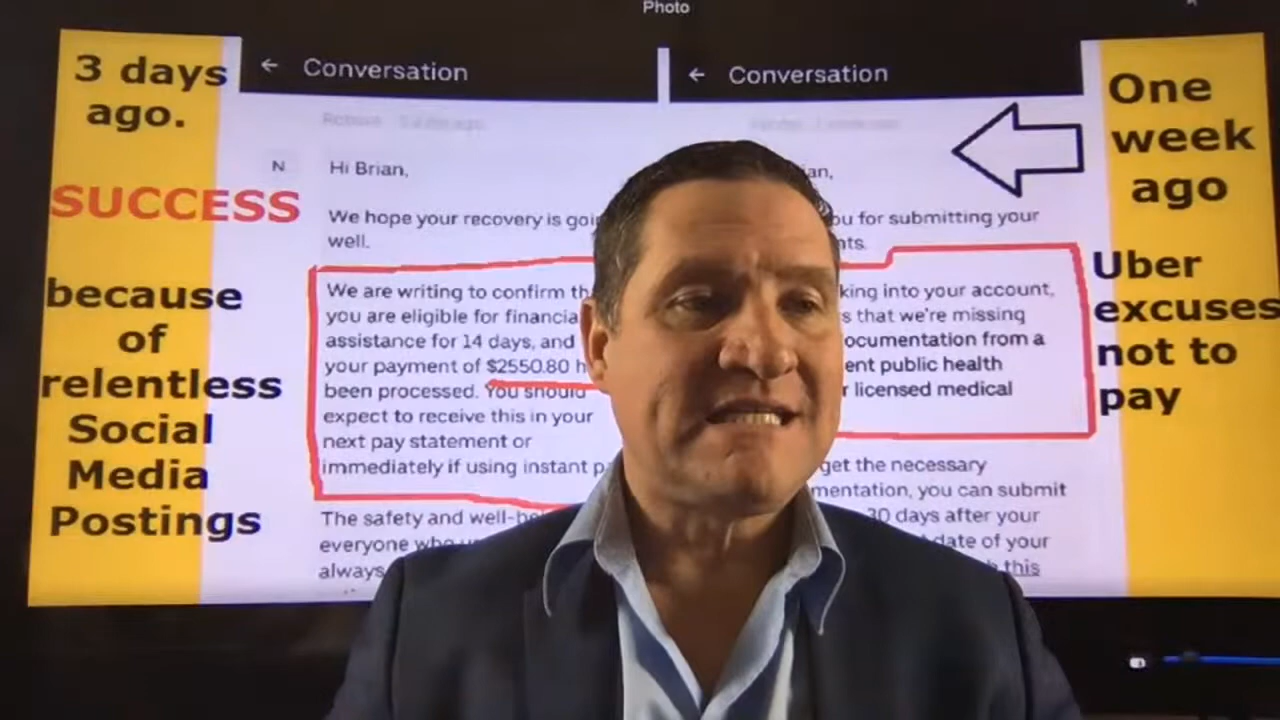 Photo
3 days
ago.
SUCCESS
because
of
relentless
Social
Media
Postings
← Conversation
N
Hi Brian,
We hope your recovery is goi
well.
We are writing to confirm th
you are eligible for financia
assistance for 14 days, and
your payment of $2550.80 h
been processed. You should
expect to receive this in your
next pay statement or
immediately if using instant p
The safety and well-be
everyone who
always
← Conversation
an,
ou for submitting your
nts.
king into your account,
s that we're missing
ocumentation from a
ent public health
r licensed medical
get the necessary
mentation, you can submit
30 days after your
date of your
this
One
week
ago
Uber
excuses
not to
pay